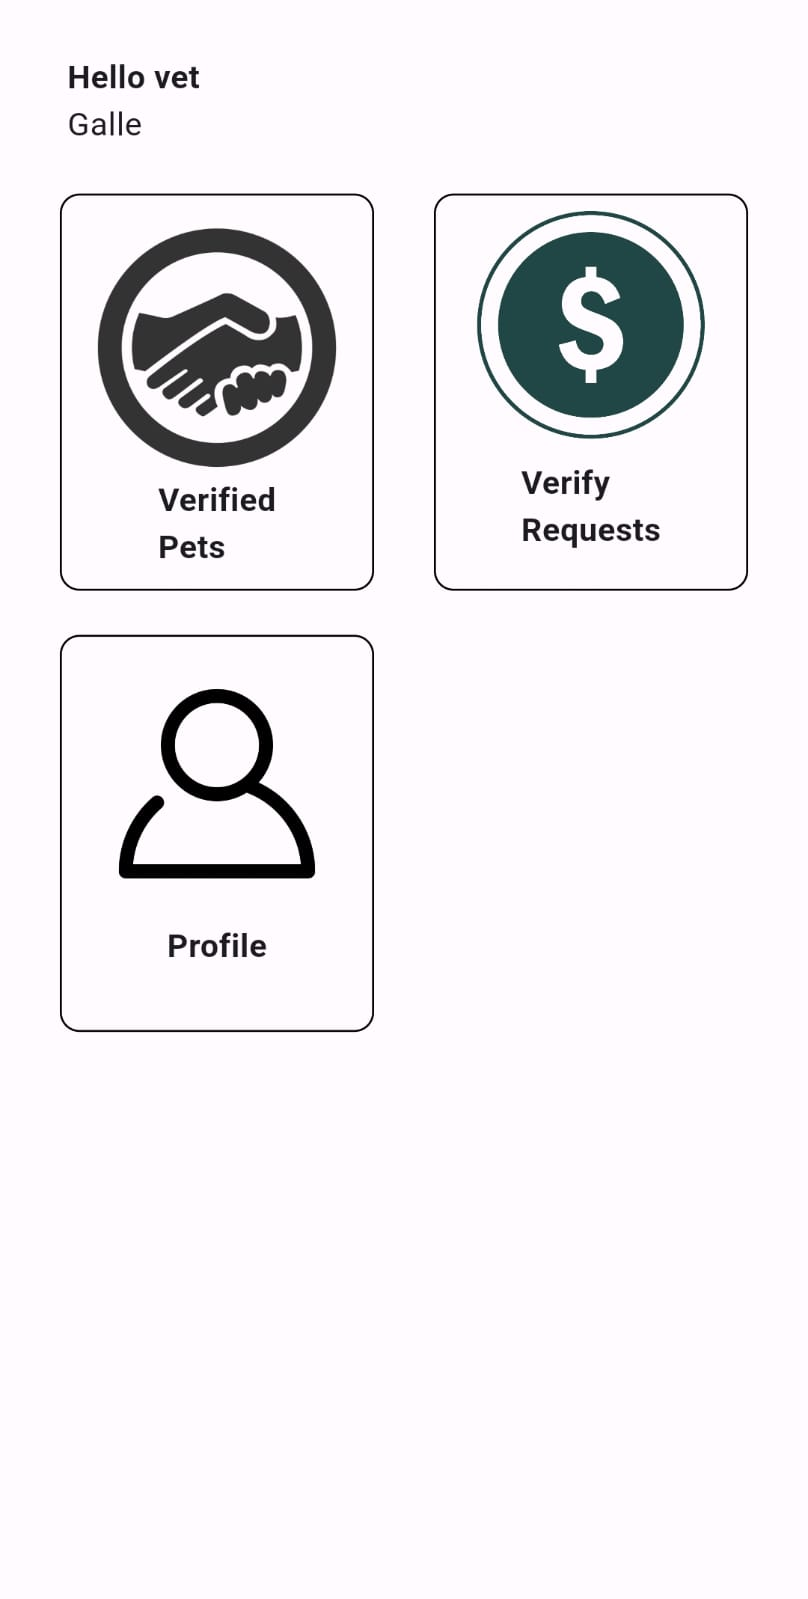 Hello vet
Galle
$
Verified
Pets
Verify
Requests
Profile